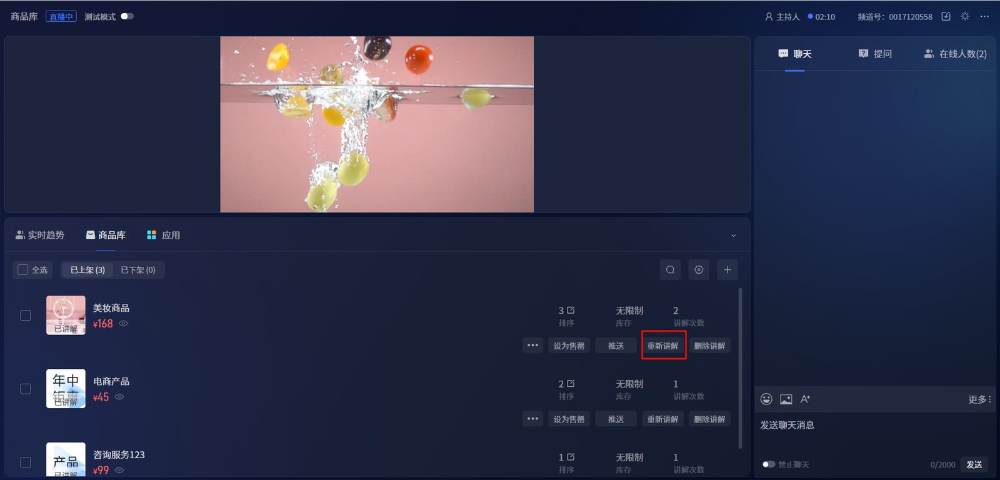 商品库 直播中 测试模式 主持人 02:10 频道号：0017120558
聊天 提问 在线人数(2)
实时趋势 商品库 应用
全选 已上架 (3) 已下架 (0)
已讲解
美妆商品
¥168
3 无限制 2
排序 库存 讲解次数
设为售罄 推送 重新讲解 删除讲解
年中
钜惠
已讲解
电商产品
¥45
2 无限制 1
排序 库存 讲解次数
设为售罄 推送 重新讲解 删除讲解
产品
已讲解
咨询服务123
¥99
1 无限制 1
排序 库存 讲解次数
更多
发送聊天消息
禁止聊天 0/2000 发送